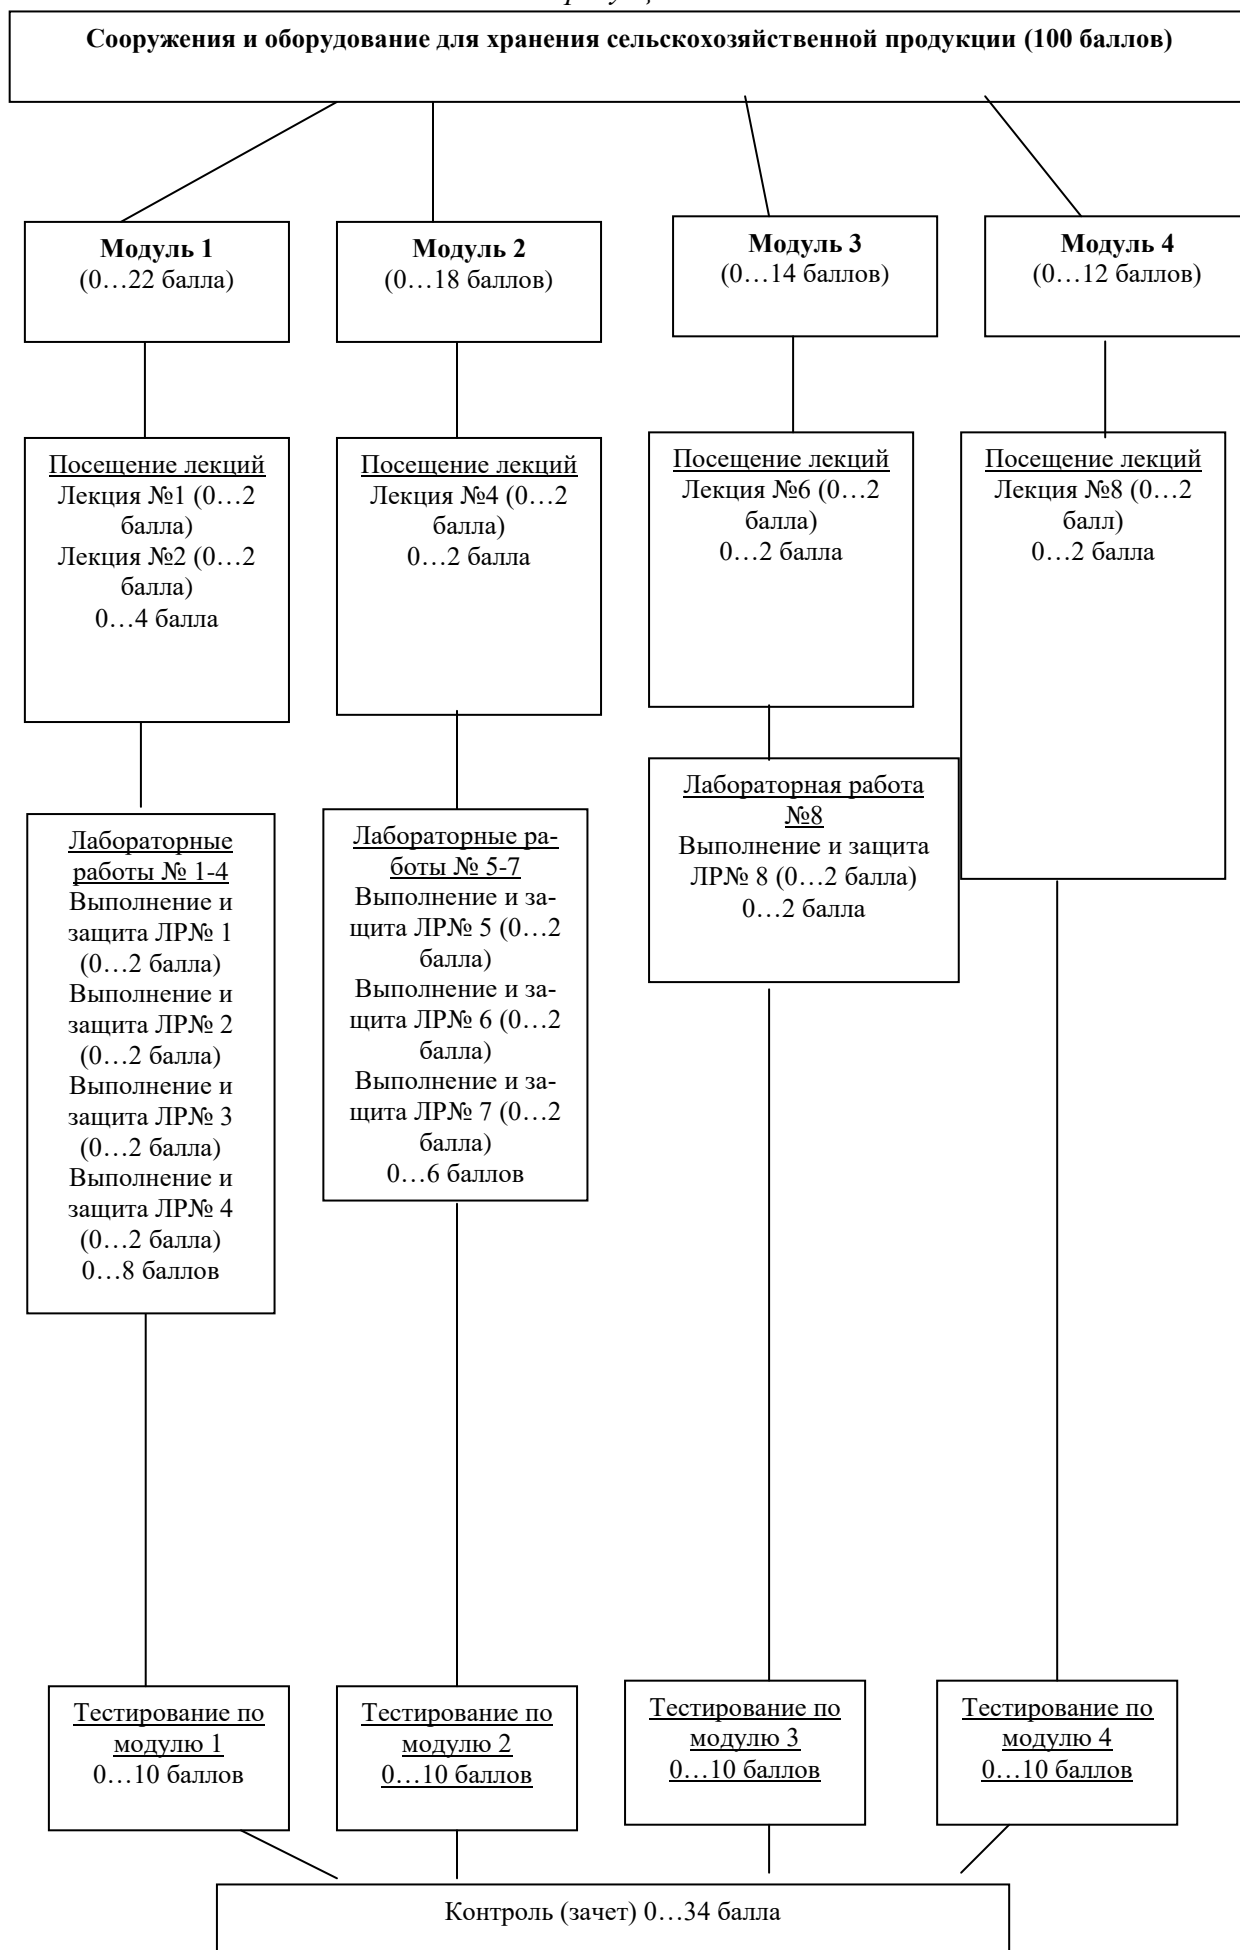 Сооружения и оборудование для хранения сельскохозяйственной продукции (100 баллов)
Модуль 1
(0…22 балла)
Модуль 2
(0…18 баллов)
Модуль 3
(0…14 баллов)
Модуль 4
(0…12 баллов)
Посещение лекций
Лекция №1 (0…2
балла)
Лекция №2 (0…2
балла)
0…4 балла
Посещение лекций
Лекция №4 (0…2
балла)
0…2 балла
Посещение лекций
Лекция №6 (0…2
балла)
0…2 балла
Посещение лекций
Лекция №8 (0…2
балл)
0…2 балла
Лабораторные
работы № 1-4
Выполнение и
защита ЛР№ 1
(0…2 балла)
Выполнение и
защита ЛР№ 2
(0…2 балла)
Выполнение и
защита ЛР№ 3
(0…2 балла)
Выполнение и
защита ЛР№ 4
(0…2 балла)
0…8 баллов
Лабораторные ра-
боты № 5-7
Выполнение и за-
щита ЛР№ 5 (0…2
балла)
Выполнение и за-
щита ЛР№ 6 (0…2
балла)
Выполнение и за-
щита ЛР№ 7 (0…2
балла)
0…6 баллов
Лабораторная работа
№8
Выполнение и защита
ЛР№ 8 (0…2 балла)
0…2 балла
Тестирование по
модулю 1
0…10 баллов
Тестирование по
модулю 2
0…10 баллов
Тестирование по
модулю 3
0…10 баллов
Тестирование по
модулю 4
0…10 баллов
Контроль (зачет) 0…34 балла